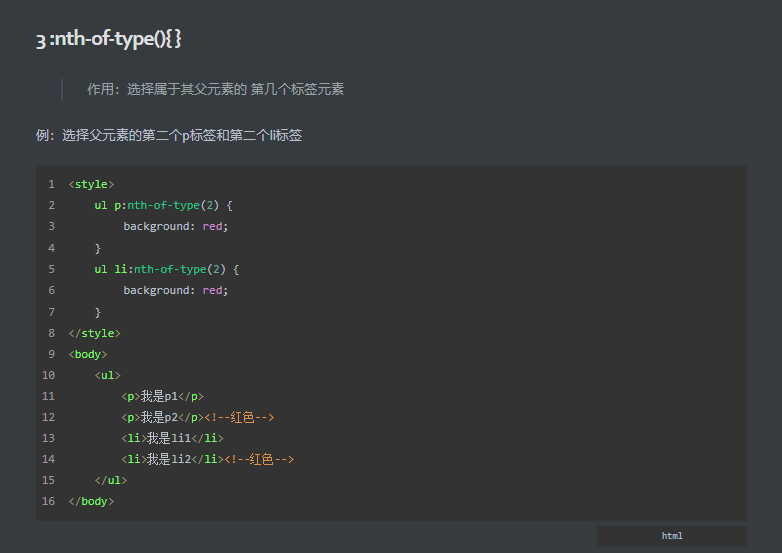 3 :nth-of-type(){}
作用：选择属于其父元素的 第几个标签元素
例：选择父元素的第二个p标签和第二个li标签
1 <style>
2 ul p:nth-of-type(2) {
3 background: red;
4 }
5 ul li:nth-of-type(2) {
6 background: red;
7 }
8 </style>
9 <body>
10 <ul>
11 <p>我是p1</p>
12 <p>我是p2</p><!--红色-->
13 <li>我是li1</li>
14 <li>我是li2</li><!--红色-->
15 </ul>
16 </body>
html